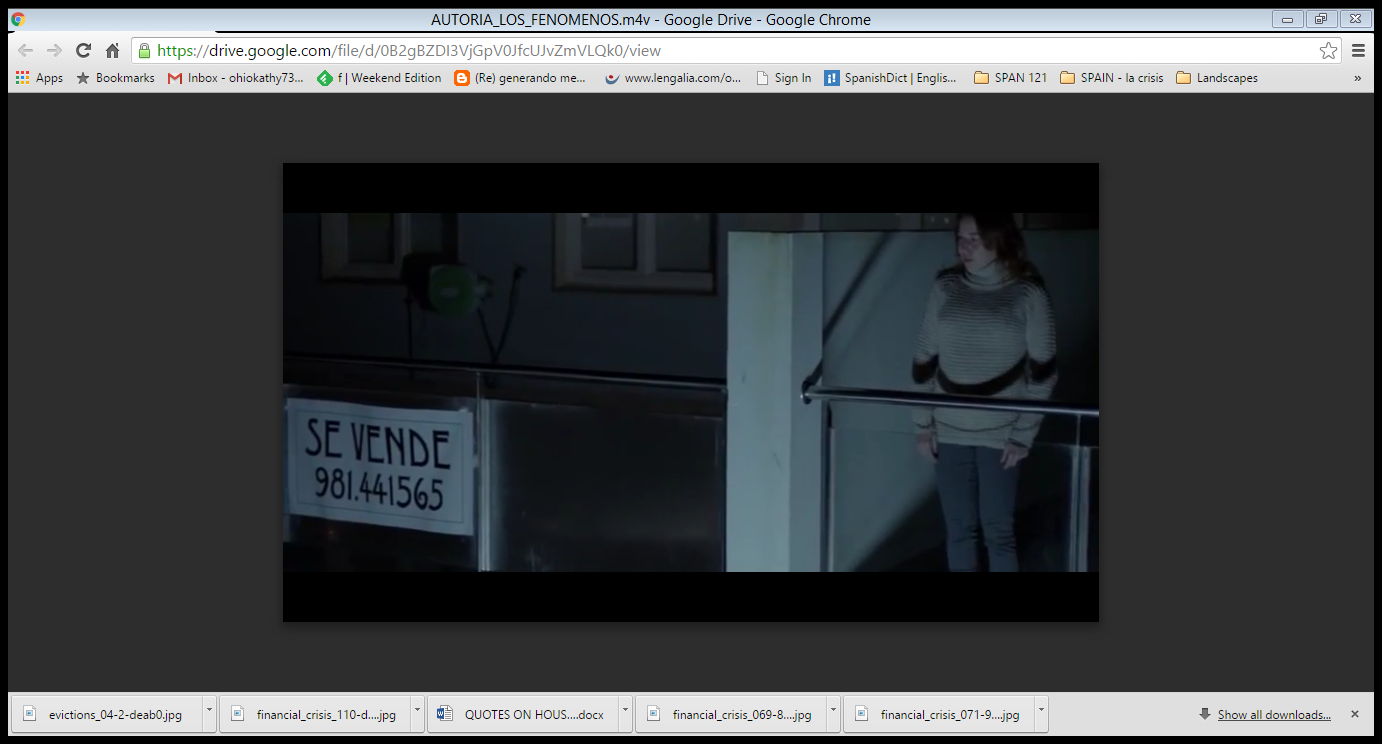 AUTORIA_LOS_FENOMENOS.m4v - Google Drive - Google Chrome
https://drive.google.com/file/d/0B2gBZDI3VjGpV0JfcUJvZmVLQk0/view
Apps Bookmarks Inbox - ohiokathy73... f | Weekend Edition (Re) generando me... www.lengalia.com/o... Sign In SpanishDict | Englis... SPAN 121 SPAIN - la crisis Landscapes »
SE VENDE
981.441565
evictions_04-2-deab0.jpg financial_crisis_110-d....jpg QUOTES ON HOUS....docx financial_crisis_069-8....jpg financial_crisis_071-9....jpg Show all downloads...